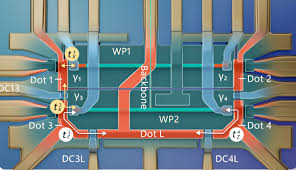 WP1
Dot 1
γ₁
γ₂
Dot 2
DC13
Backbone
γ₃
γ₄
WP2
Dot 3
Dot L
Dot 4
DC3L
DC4L